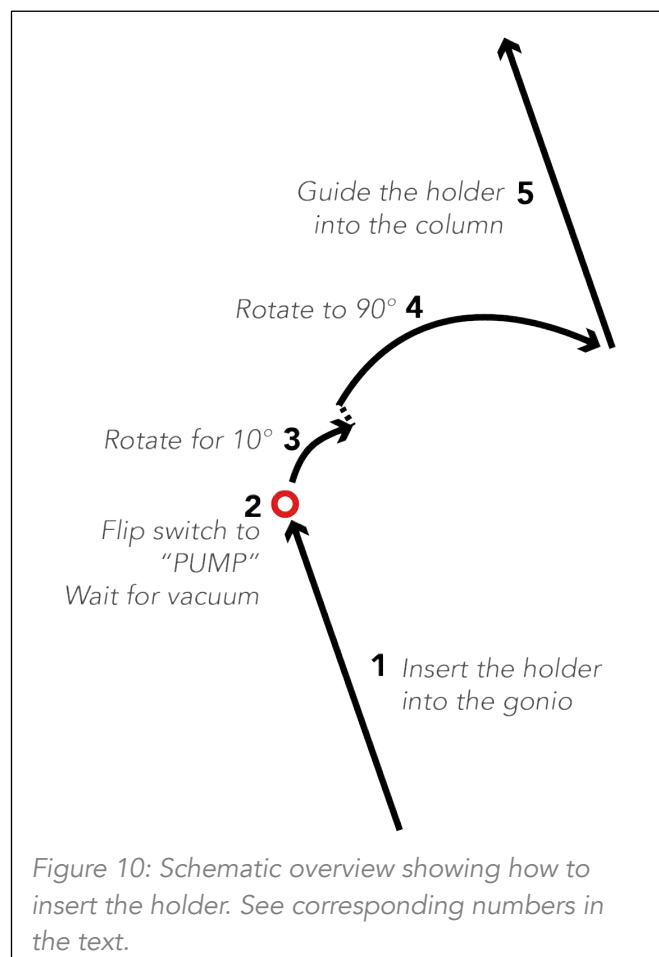 Guide the holder 5
into the column
Rotate to 90° 4
Rotate for 10° 3
2
Flip switch to
“PUMP”
Wait for vacuum
1 Insert the holder
into the gonio
Figure 10: Schematic overview showing how to
insert the holder. See corresponding numbers in
the text.